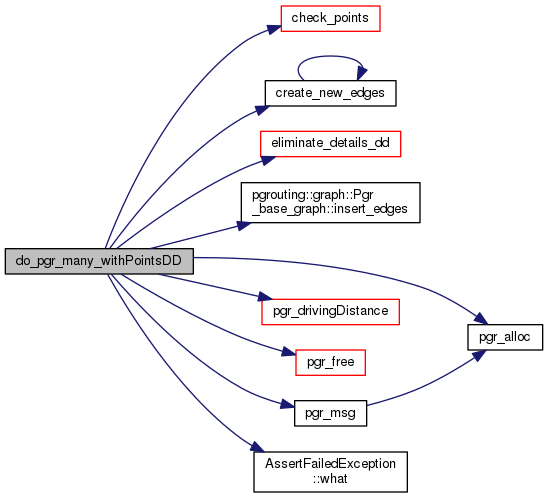 check_points
create_new_edges
eliminate_details_dd
pgrouting::graph::Pgr
_base_graph::insert_edges
do_pgr_many_withPointsDD
pgr_drivingDistance
pgr_alloc
pgr_free
pgr_msg
AssertFailedException
::what